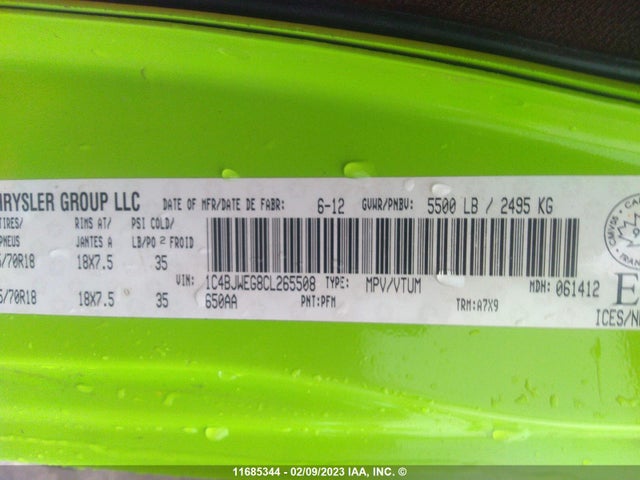 HRYSLER GROUP LLC DATE OF MFR/DATE DE FABR: 6-12 GVWR/PNBV: 5500 LB / 2495 KG
TIRES/ RIMS AT/ PSI COLD/
PNEUS JANTES A LB/PO 2 FROID
/70R18 18X7.5 35
VIN: 1C4BJWEG8CL265508 TYPE: MPV/VTUM MDH: 061412
/70R18 18X7.5 35 650AA PNT:PFM TRM:A7X9
ICES/N
11685344 - 02/09/2023 IAA, Inc. ©